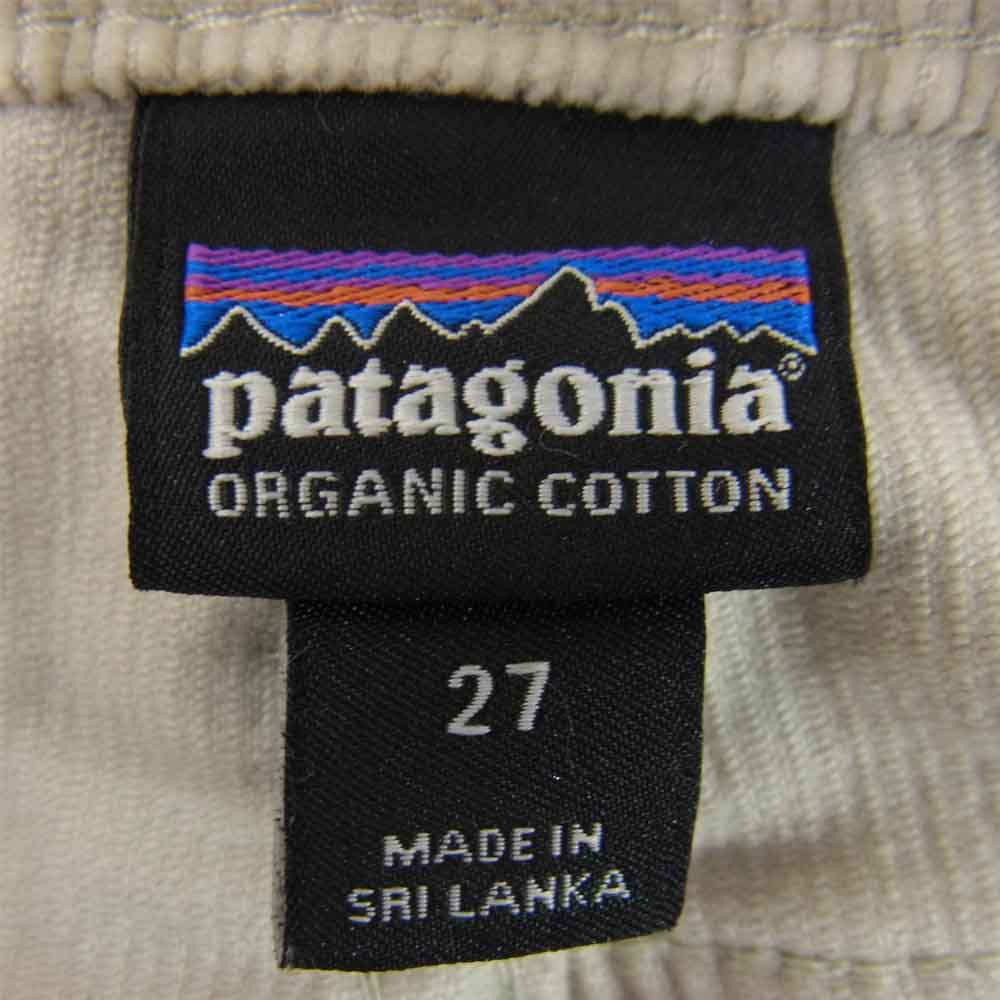 patagonia®
ORGANIC COTTON
27
MADE IN
SRI LANKA